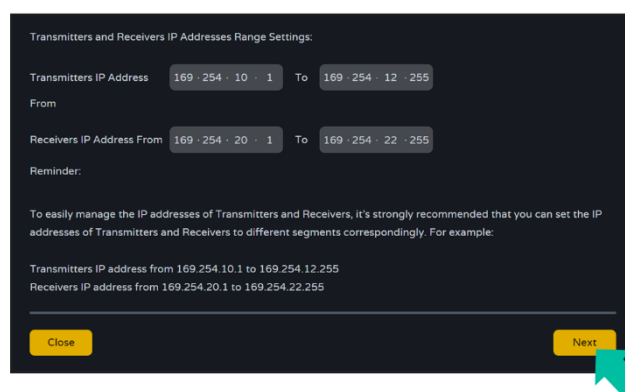 Transmitters and Receivers IP Addresses Range Settings:
Transmitters IP Address From 169 · 254 · 10 · 1 To 169 · 254 · 12 · 255
Receivers IP Address From 169 · 254 · 20 · 1 To 169 · 254 · 22 · 255
Reminder:
To easily manage the IP addresses of Transmitters and Receivers, it's strongly recommended that you can set the IP
addresses of Transmitters and Receivers to different segments correspondingly. For example:
Transmitters IP address from 169.254.10.1 to 169.254.12.255
Receivers IP address from 169.254.20.1 to 169.254.22.255
Close
Next